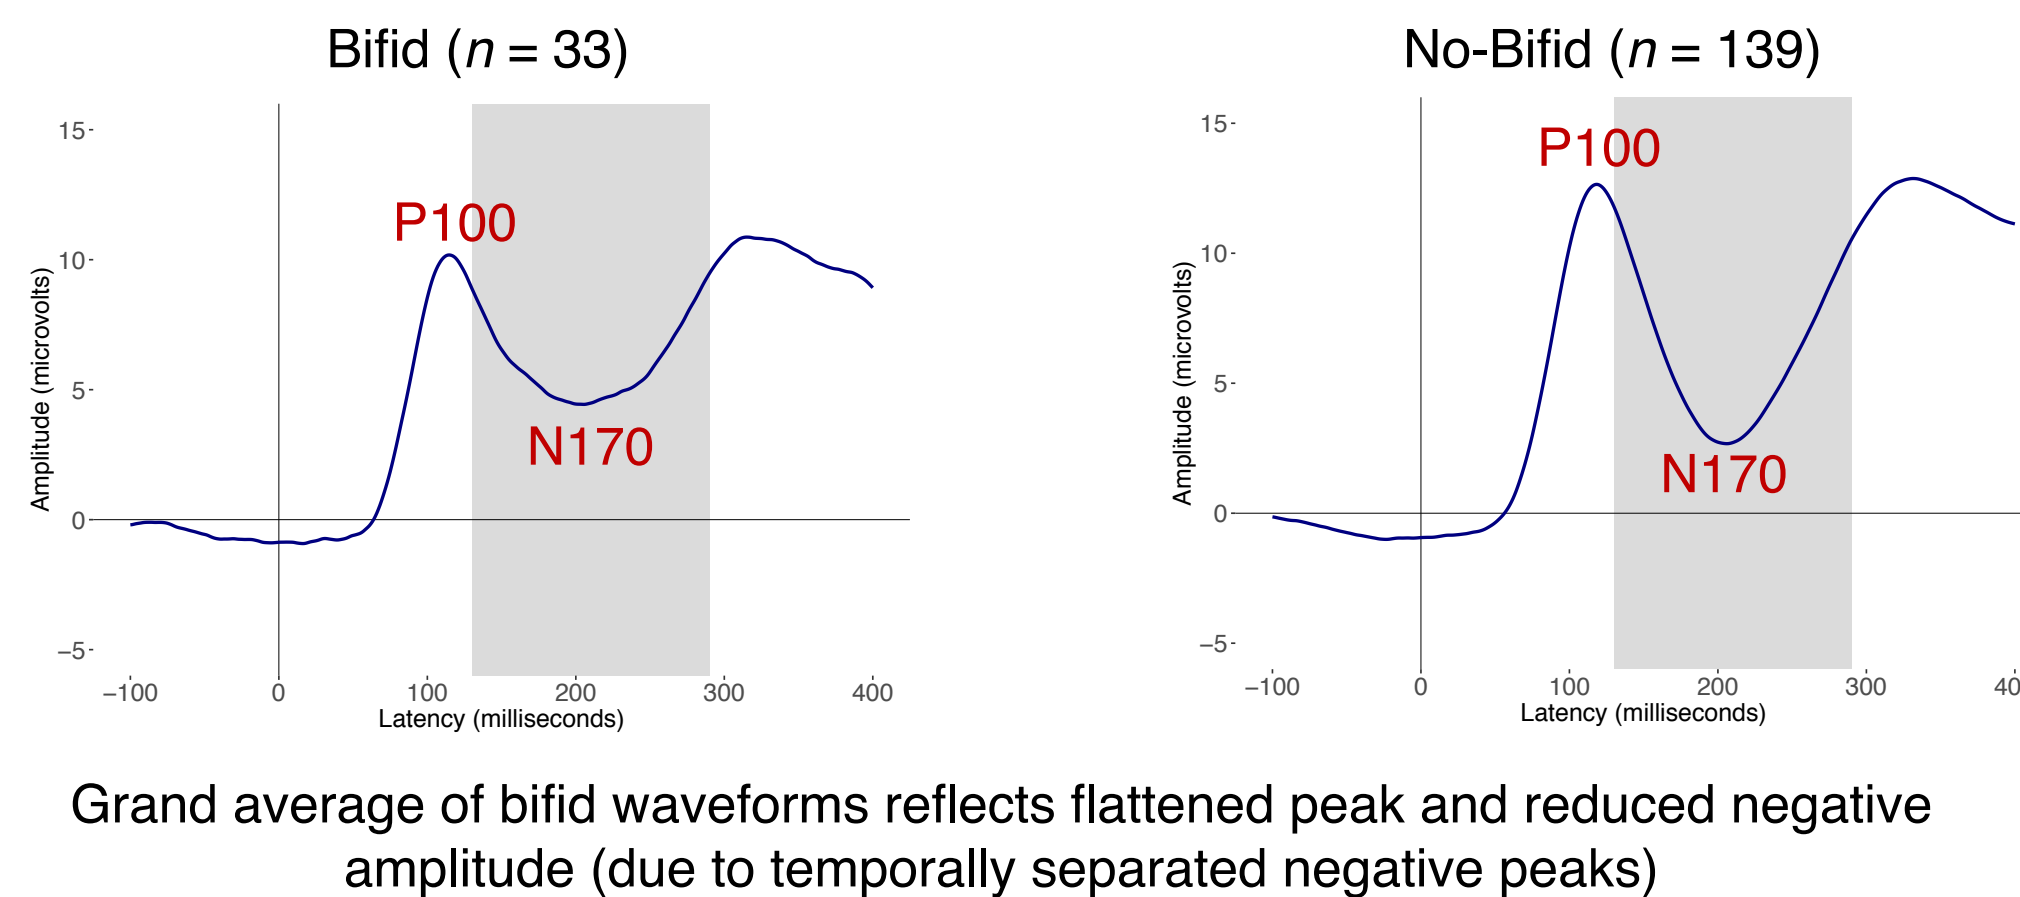 Bifid (n = 33)
15
P100
10
Amplitude (microvolts)
5
N170
0
−5
−100 0 100 200 300 400
Latency (milliseconds)
No-Bifid (n = 139)
15
P100
10
Amplitude (microvolts)
5
N170
0
−5
−100 0 100 200 300 40
Latency (milliseconds)
Grand average of bifid waveforms reflects flattened peak and reduced negative
amplitude (due to temporally separated negative peaks)